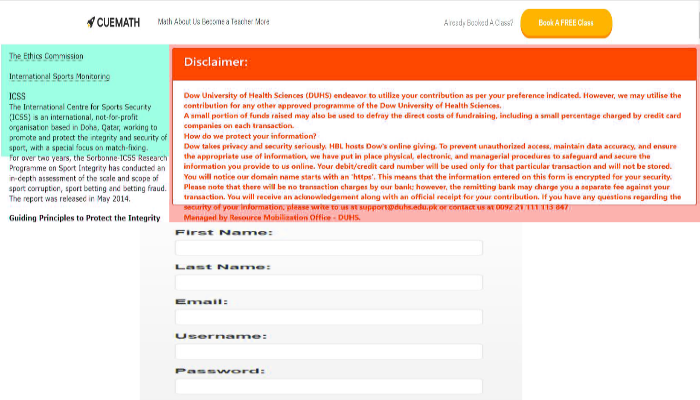 CUEMATH
Math About Us Become a Teacher More
Already Booked A Class?
Book A FREE Class
The Ethics Commission
International Sports Monitoring
ICSS
The International Centre for Sports Security
(ICSS) is an international, not-for-profit
organisation based in Doha, Qatar, working to
promote and protect the integrity and security of
sport, with a special focus on match-fixing.
For over two years, the Sorbonne-ICSS Research
Programme on Sport Integrity has conducted an
in-depth assessment of the scale and scope of
sport corruption, sport betting and betting fraud.
The report was released in May 2014.
Guiding Principles to Protect the Integrity
Disclaimer:
Dow University of Health Sciences (DUHS) endeavor to utilize your contribution as per your preference indicated. However, we may utilise the
contribution for any other approved programme of the Dow University of Health Sciences.
A small portion of funds raised may also be used to defray the direct costs of fundraising, including a small percentage charged by credit card
companies on each transaction.
How do we protect your information?
Dow takes privacy and security seriously. HBL hosts Dow's online giving. To prevent unauthorized access, maintain data accuracy, and ensure
the appropriate use of information, we have put in place physical, electronic, and managerial procedures to safeguard and secure the
information you provide to us online. Your debit/credit card number will be used only for that particular transaction and will not be stored.
You will notice our domain name starts with an 'https'. This means that the information entered on this form is encrypted for your security.
Please note that there will be no transaction charges by our bank; however, the remitting bank may charge you a separate fee against your
transaction. You will receive an acknowledgement along with an official receipt for your contribution. If you have any questions regarding the
security of your information, please write to us at support@duhs.edu.pk or contact us at 0092 21 111 113 847
Managed by Resource Mobilisation Office - DUHS.
First Name:
Last Name:
Email:
Username:
Password: